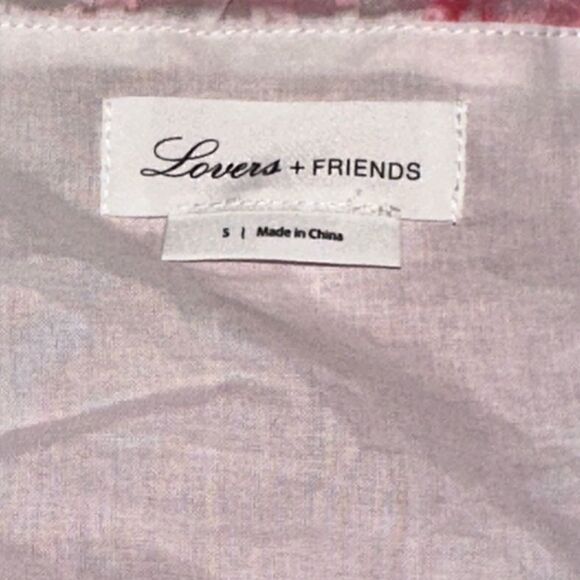 Lovers + FRIENDS
S | Made in China